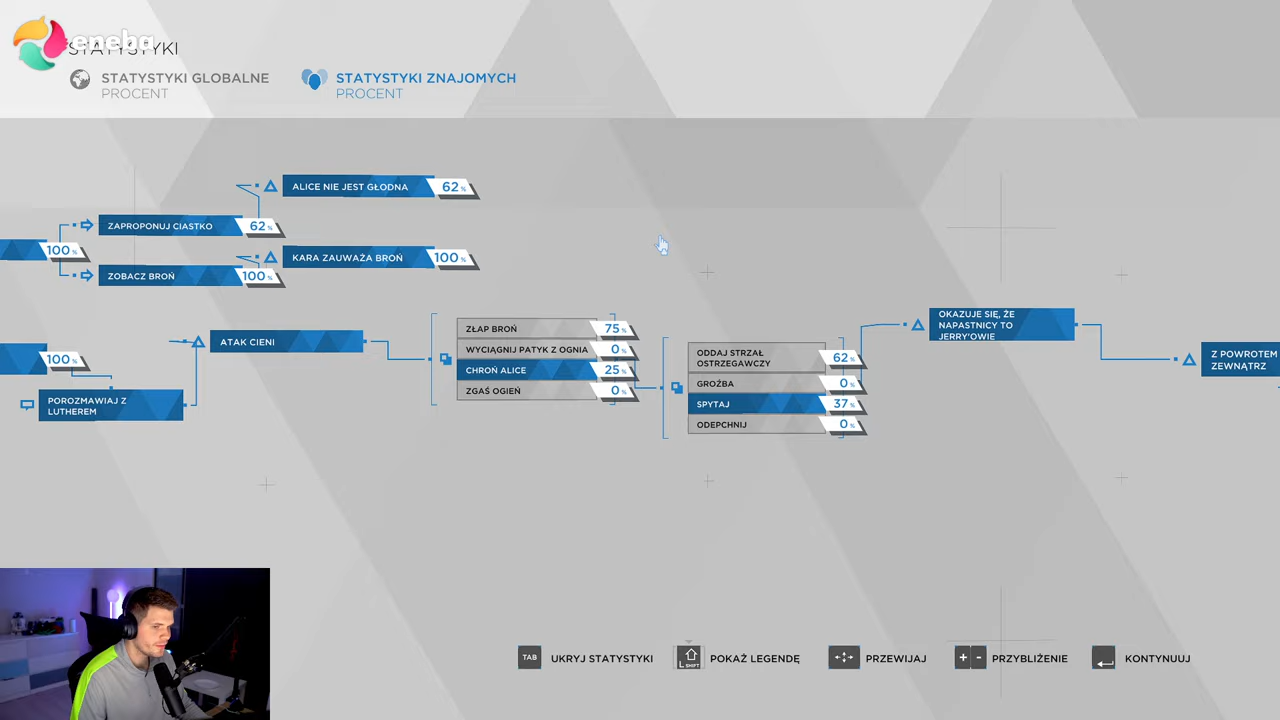 eneba
STATYSTYKI
STATYSTYKI GLOBALNE
PROCENT
STATYSTYKI ZNAJOMYCH
PROCENT
ALICE NIE JEST GŁODNA 62 %
ZAPROPONUJ CIASTKO 62 %
100 %
KARA ZAUWAŻA BROŃ 100 %
ZOBACZ BROŃ 100 %
100 %
POROZMAWIAJ Z
LUTHEREM
ATAK CIENI
ZŁAP BROŃ 75 %
WYCIĄGNIJ PATYK Z OGNIA 0 %
CHROŃ ALICE 25 %
ZGAŚ OGIEŃ 0 %
ODDAJ STRZAŁ
OSTRZEGAWCZY 62 %
GROŹBA 0 %
SPYTAJ 37 %
ODEPCHNIJ 0 %
OKAZUJE SIĘ, ŻE
NAPASTNICY TO
JERRY'OWIE
Z POWROTEM
ZEWNĄTRZ
TAB UKRYJ STATYSTYKI
L SHIFT POKAŻ LEGENDĘ
PRZEWIJAJ
+ - PRZYBLIŻENIE
KONTYNUUJ